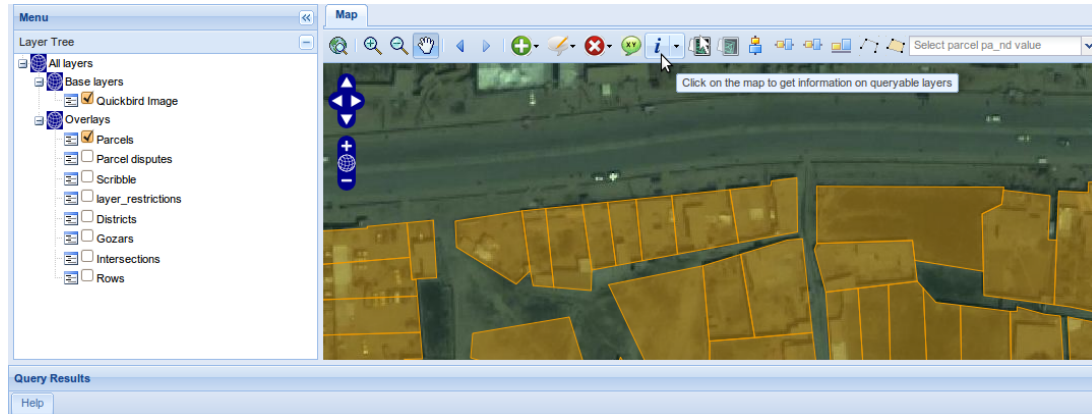 Menu
Map
Layer Tree
All layers
Base layers
Quickbird Image
Overlays
Parcels
Parcel disputes
Scribble
layer_restrictions
Districts
Gozars
Intersections
Rows
XY
i
Select parcel pa_nd value
Click on the map to get information on queryable layers
Query Results
Help